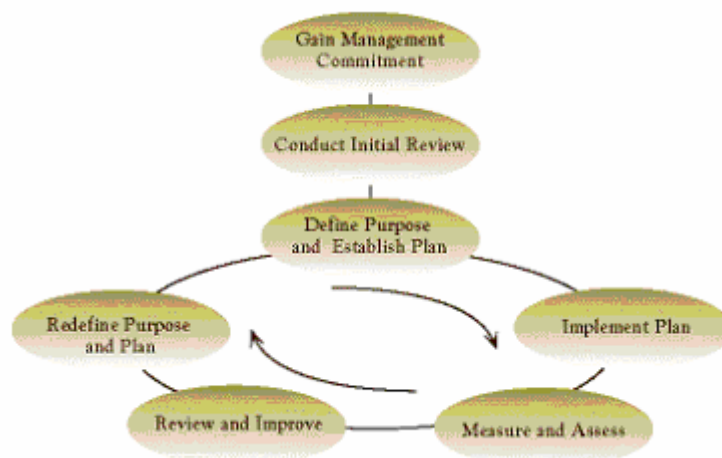 Gain Management
Commitment
Conduct Initial Review
Define Purpose
and Establish Plan
Redefine Purpose
and Plan
Implement Plan
Review and Improve
Measure and Assess